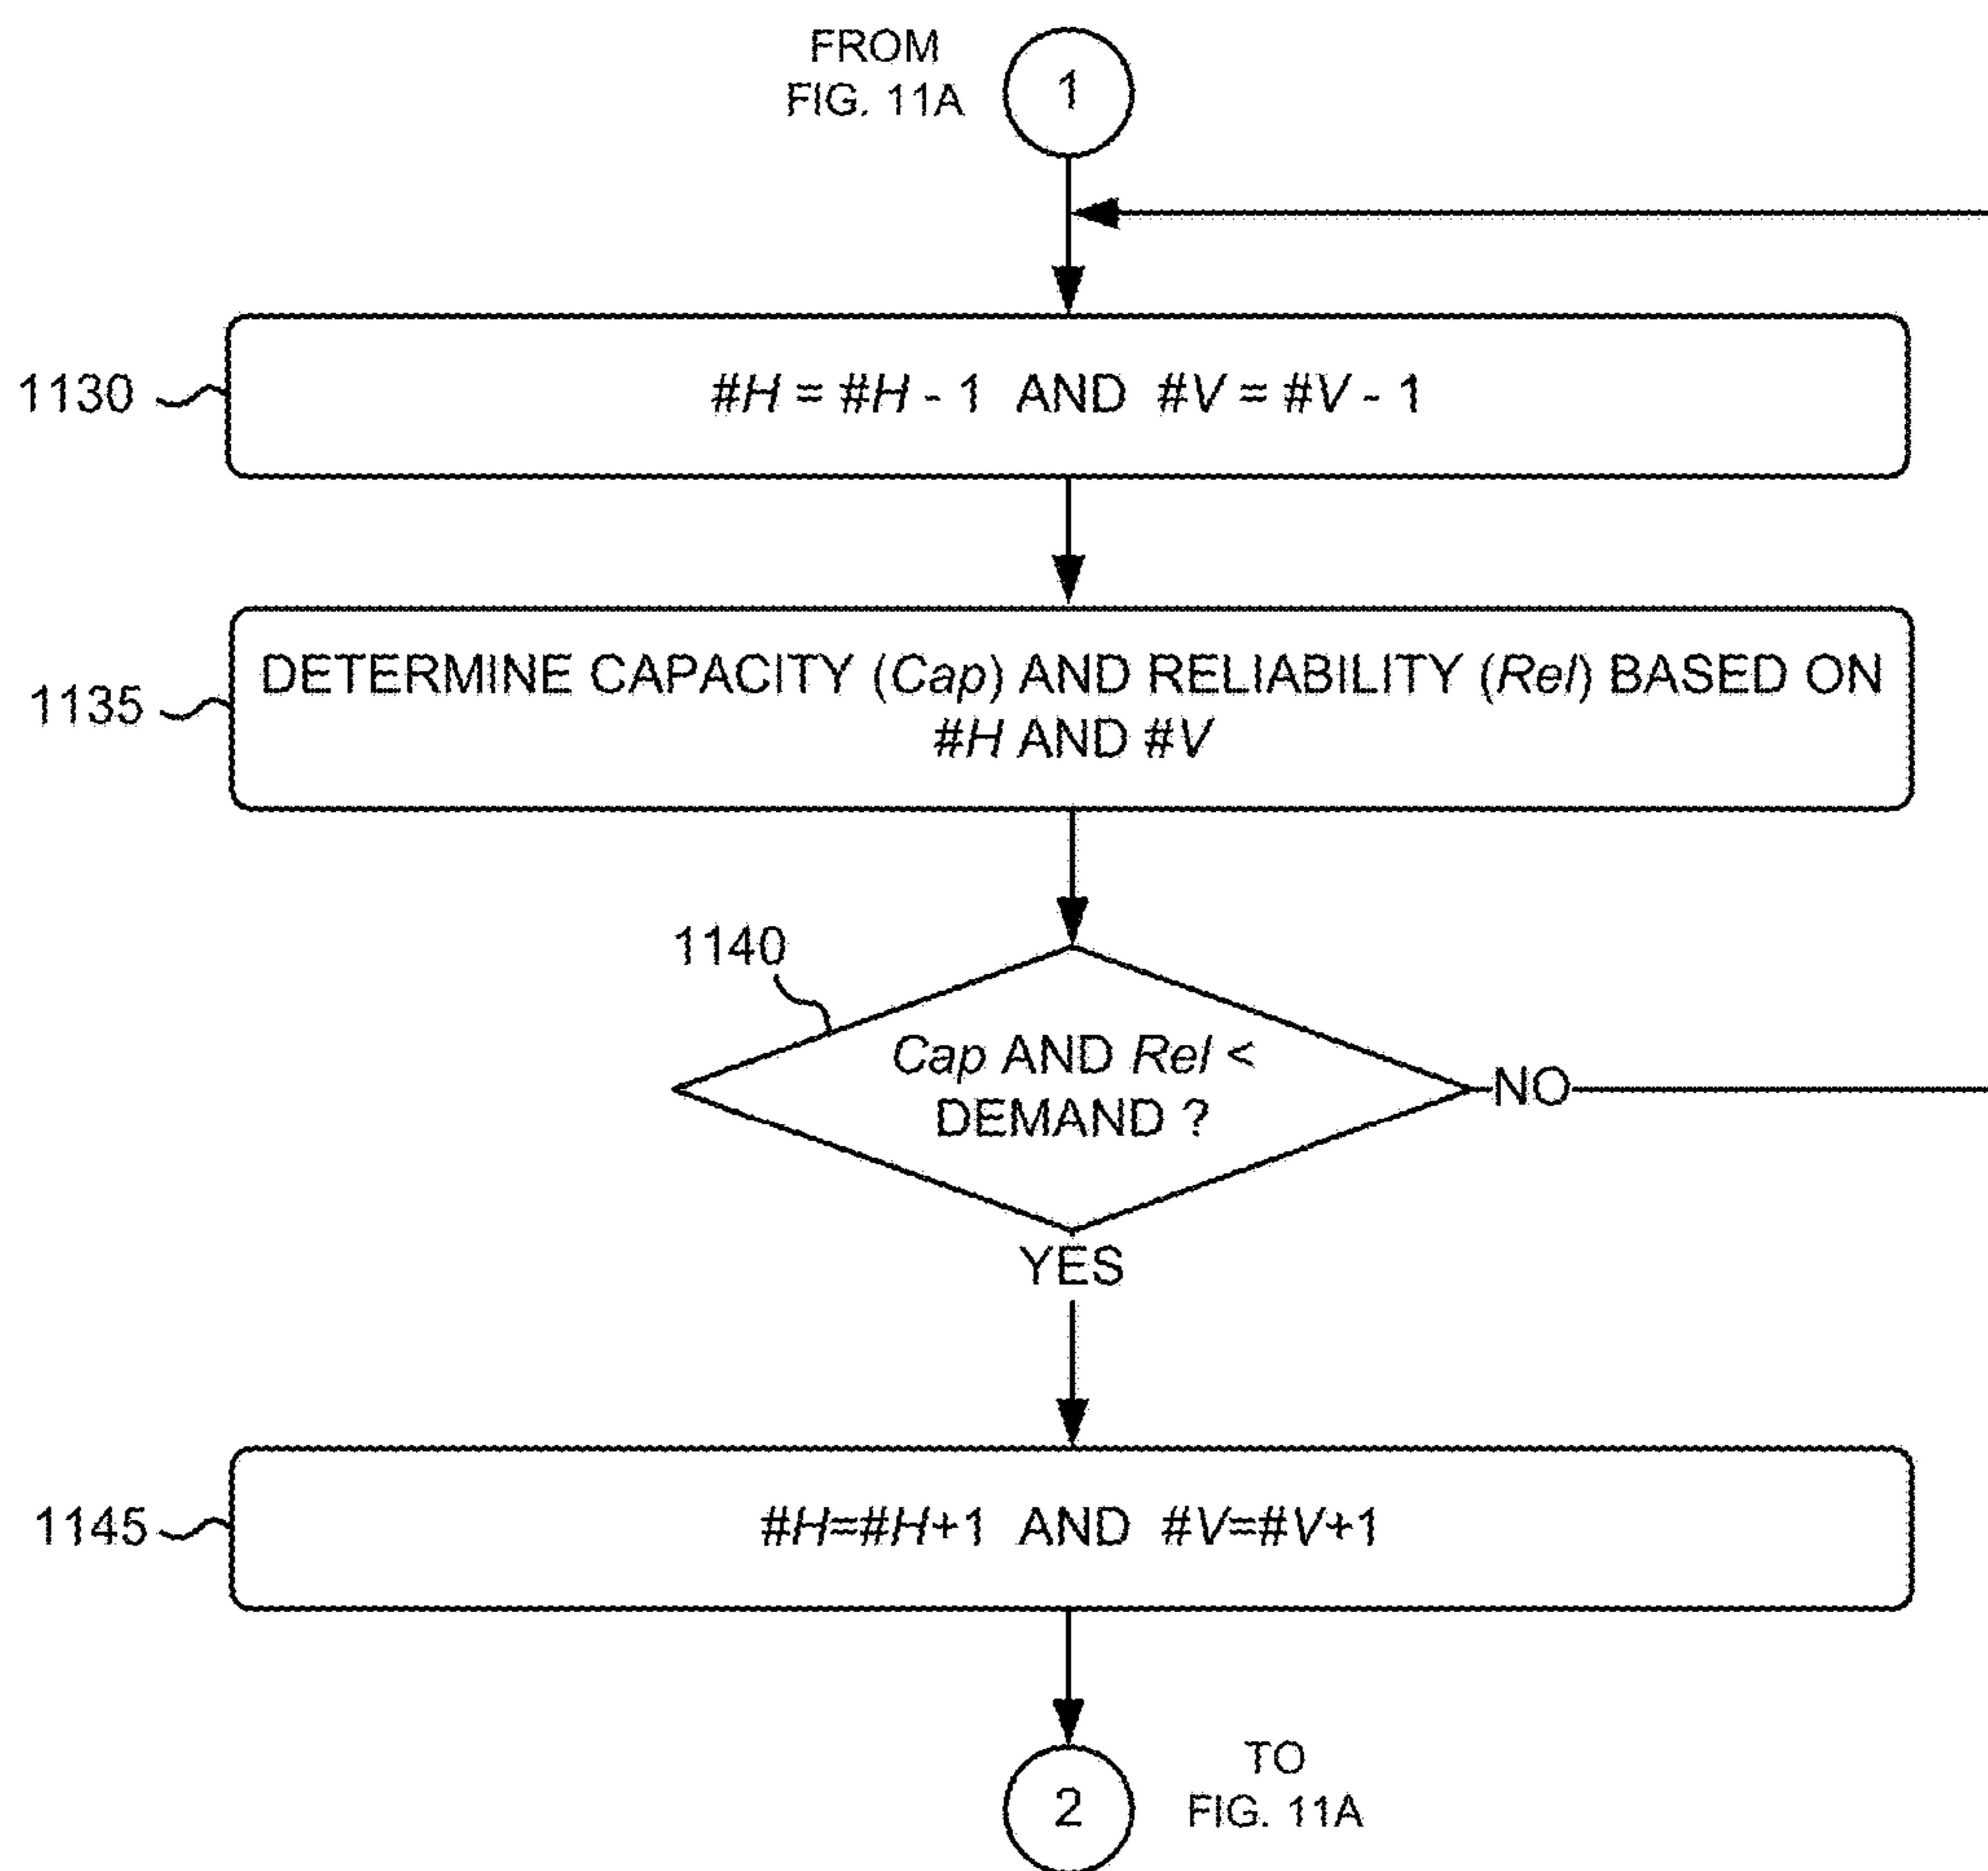 FROM
FIG. 11A
1
1130
#H = #H - 1 AND #V = #V - 1
1135
DETERMINE CAPACITY (Cap) AND RELIABILITY (Rel) BASED ON
#H AND #V
1140
Cap AND Rel <
DEMAND ?
NO
YES
1145
#H=#H+1 AND #V=#V+1
2
TO
FIG. 11A